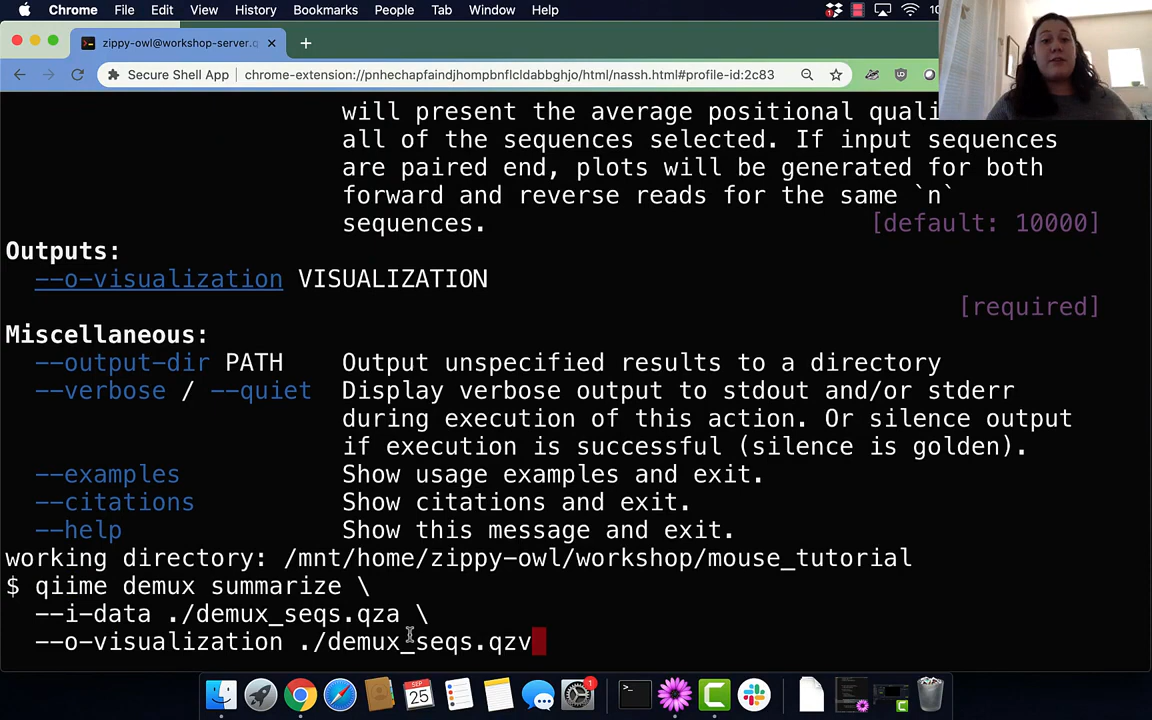 Chrome File Edit View History Bookmarks People Tab Window Help
zippy-owl@workshop-server.q
Secure Shell App chrome-extension://pnhechapfaindjhompbnflcldabbghjo/html/nassh.html#profile-id:2c83
will present the average positional quali
all of the sequences selected. If input sequences
are paired end, plots will be generated for both
forward and reverse reads for the same `n`
sequences. [default: 10000]
Outputs:
--o-visualization VISUALIZATION
[required]
Miscellaneous:
--output-dir PATH Output unspecified results to a directory
--verbose / --quiet Display verbose output to stdout and/or stderr
during execution of this action. Or silence output
if execution is successful (silence is golden).
--examples Show usage examples and exit.
--citations Show citations and exit.
--help Show this message and exit.
working directory: /mnt/home/zippy-owl/workshop/mouse_tutorial
$ qiime demux summarize \
--i-data ./demux_seqs.qza \
--o-visualization ./demux_seqs.qzv
SEP
25
1